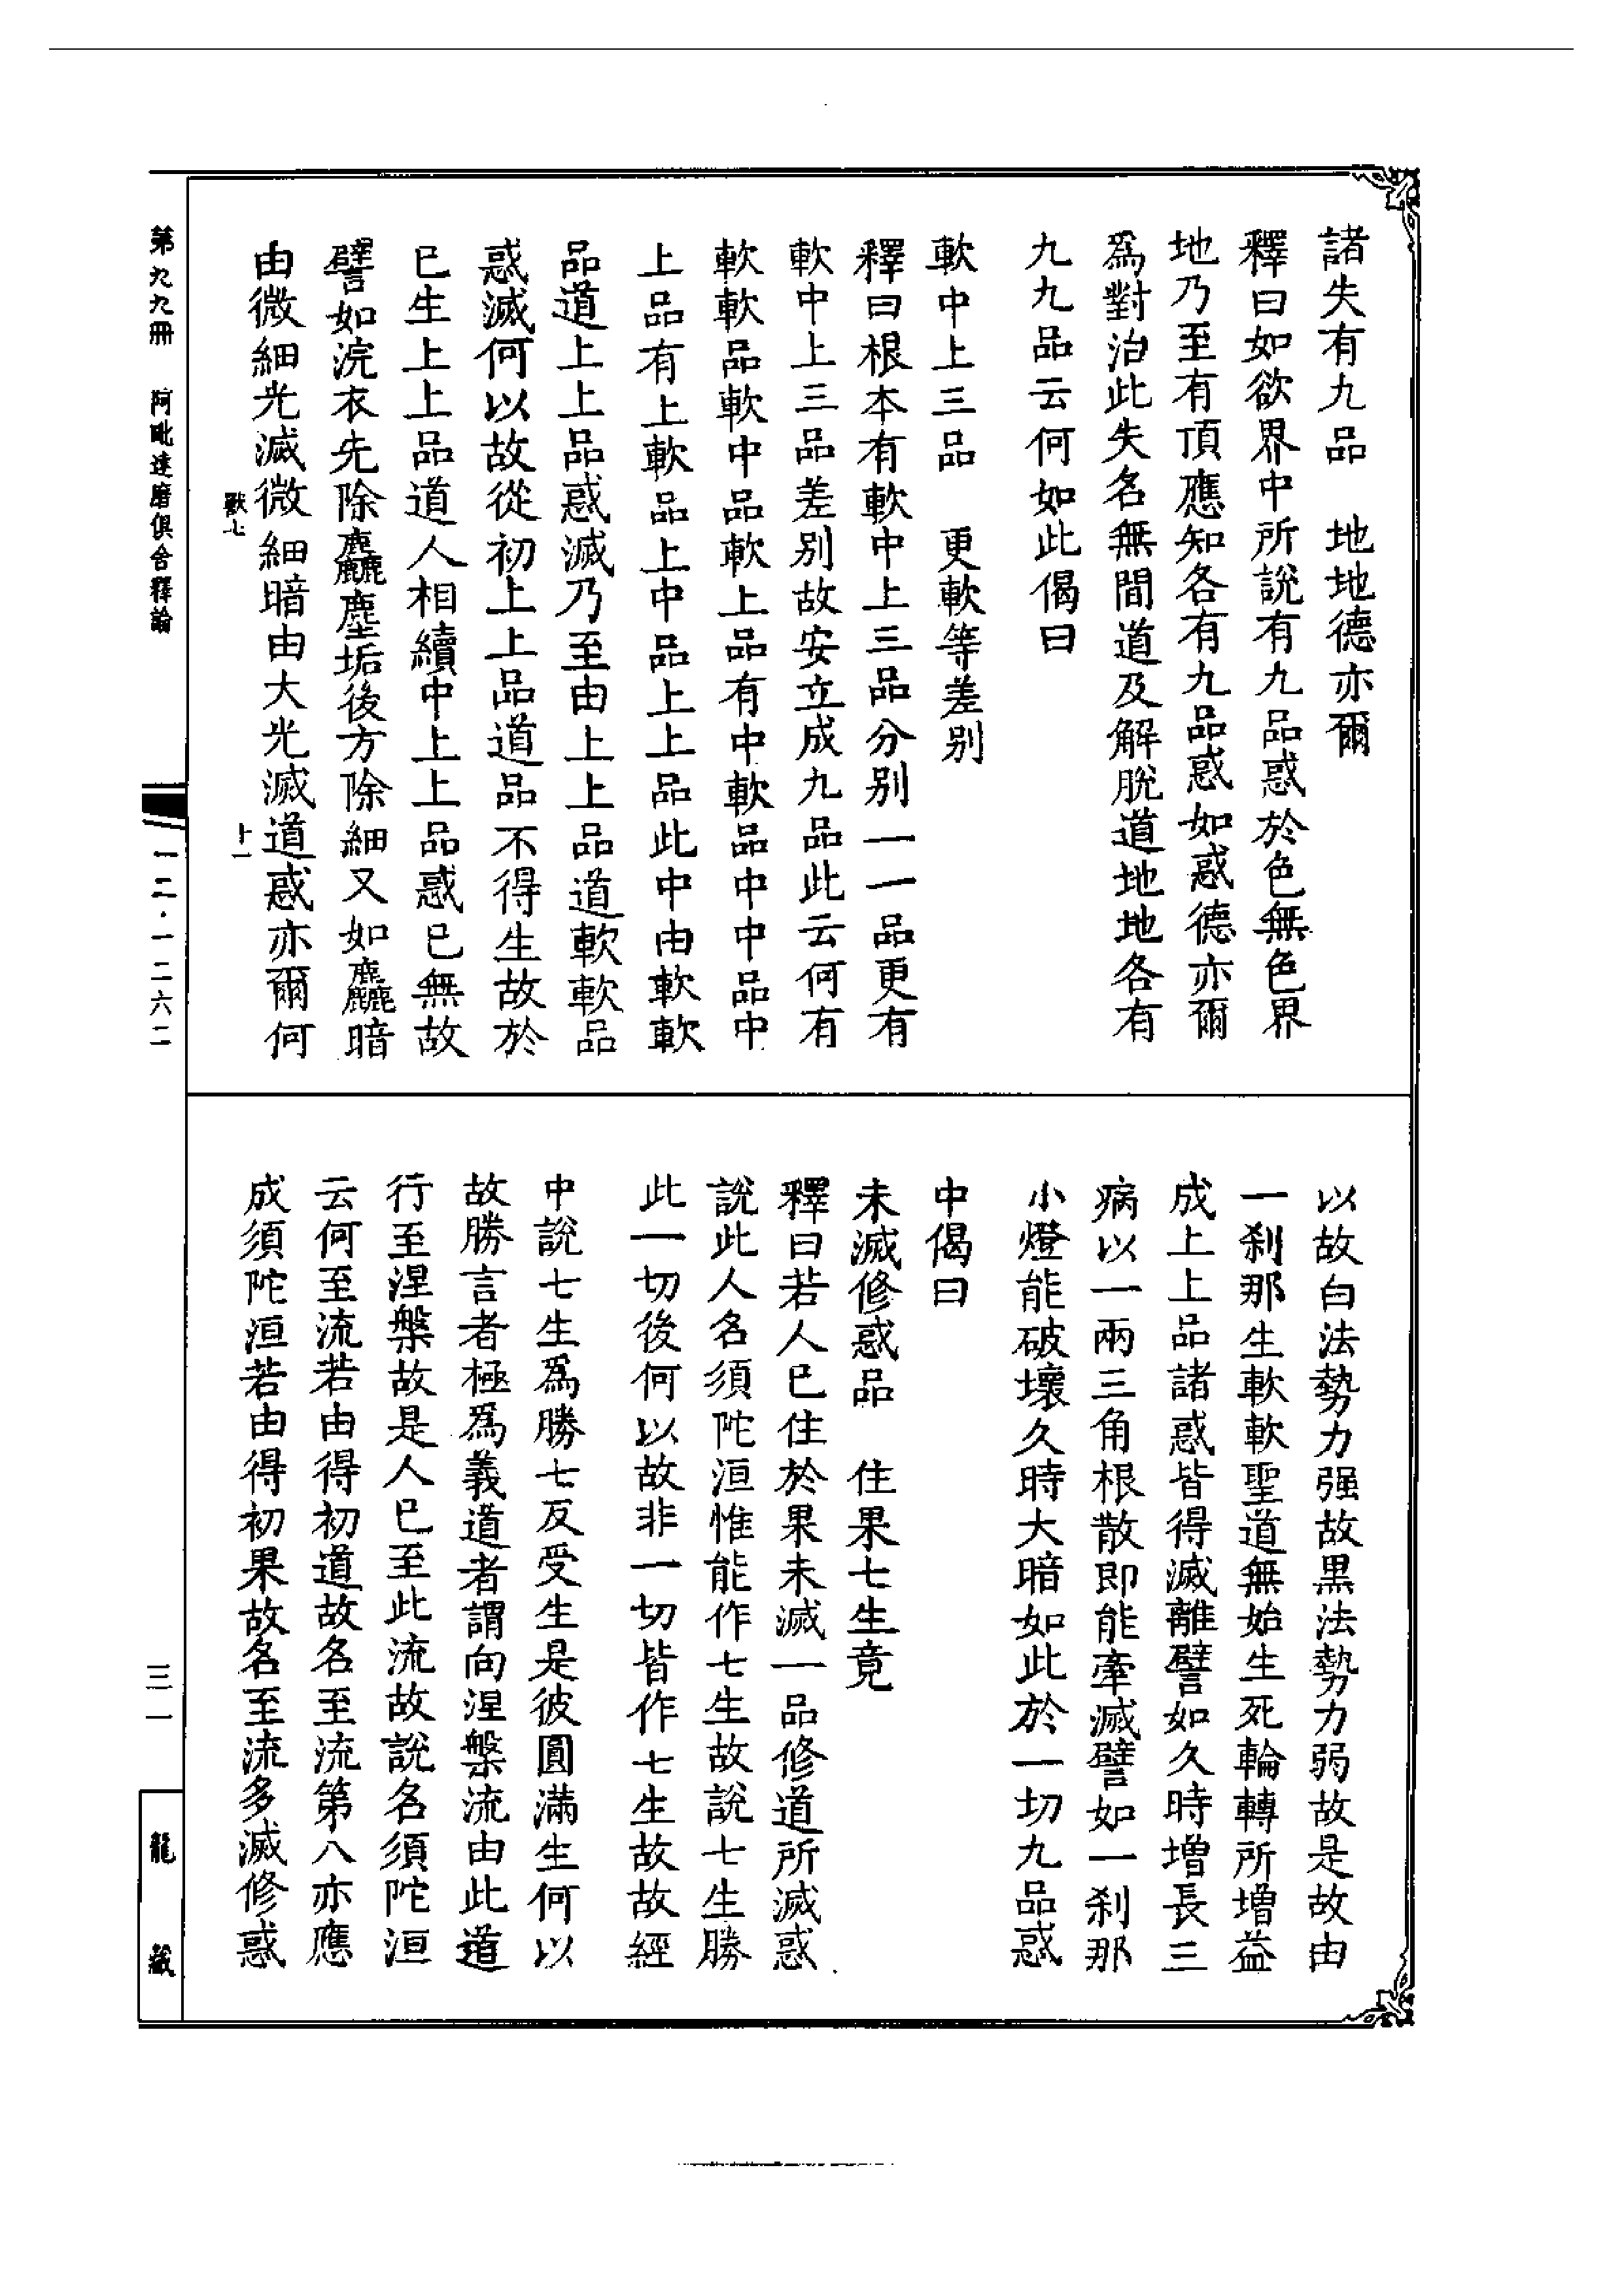 諸失有九品　地地德亦爾
釋曰如欲界中所說有九品惑於色無色界
地乃至有頂應知各有九品惑如惑德亦爾
爲對治此失名無間道及解脫道地地各有
九九品云何如此偈曰
軟中上三品　更軟等差别
釋曰根本有軟中上三品分别一一品更有
軟中上三品差别故安立成九品此云何有
軟軟品軟中品軟上品有中軟品中中品中
上品有上軟品上中品上上品此中由軟軟
品道上上品惑滅乃至由上上品道軟軟品
惑滅何以故從初上上品道品不得生故於
已生上上品道人相續中上上品惑已無故
譬如浣衣先除麤塵垢後方除細又如麤暗
由微細光滅微細暗由大光滅道惑亦爾何
以故白法勢力强故黑法勢力弱故是故由
一刹那生軟軟聖道無始生死輪轉所增益
成上上品諸惑皆得滅離譬如久時增長三
病以一兩三角根散即能牽滅譬如一刹那
小燈能破壞久時大暗如此於一切九品惑
中偈曰
未滅修惑品　住果七生竟
釋曰若人已住於果未滅一品修道所滅惑
說此人名須陀洹惟能作七生故說七生勝
此一切後何以故非一切皆作七生故故經
中說七生爲勝七反受生是彼圓滿生何以
故勝言者極爲義道者謂向涅槃流由此道
行至涅槃故是人已至此流故說名須陀洹
云何至流若由得初道故名至流第八亦應
成須陀洹若由得初果故名至流多滅修惑
第九九冊　阿毗達磨俱舍釋論
一二·一二六二
三一
龍藏
十一